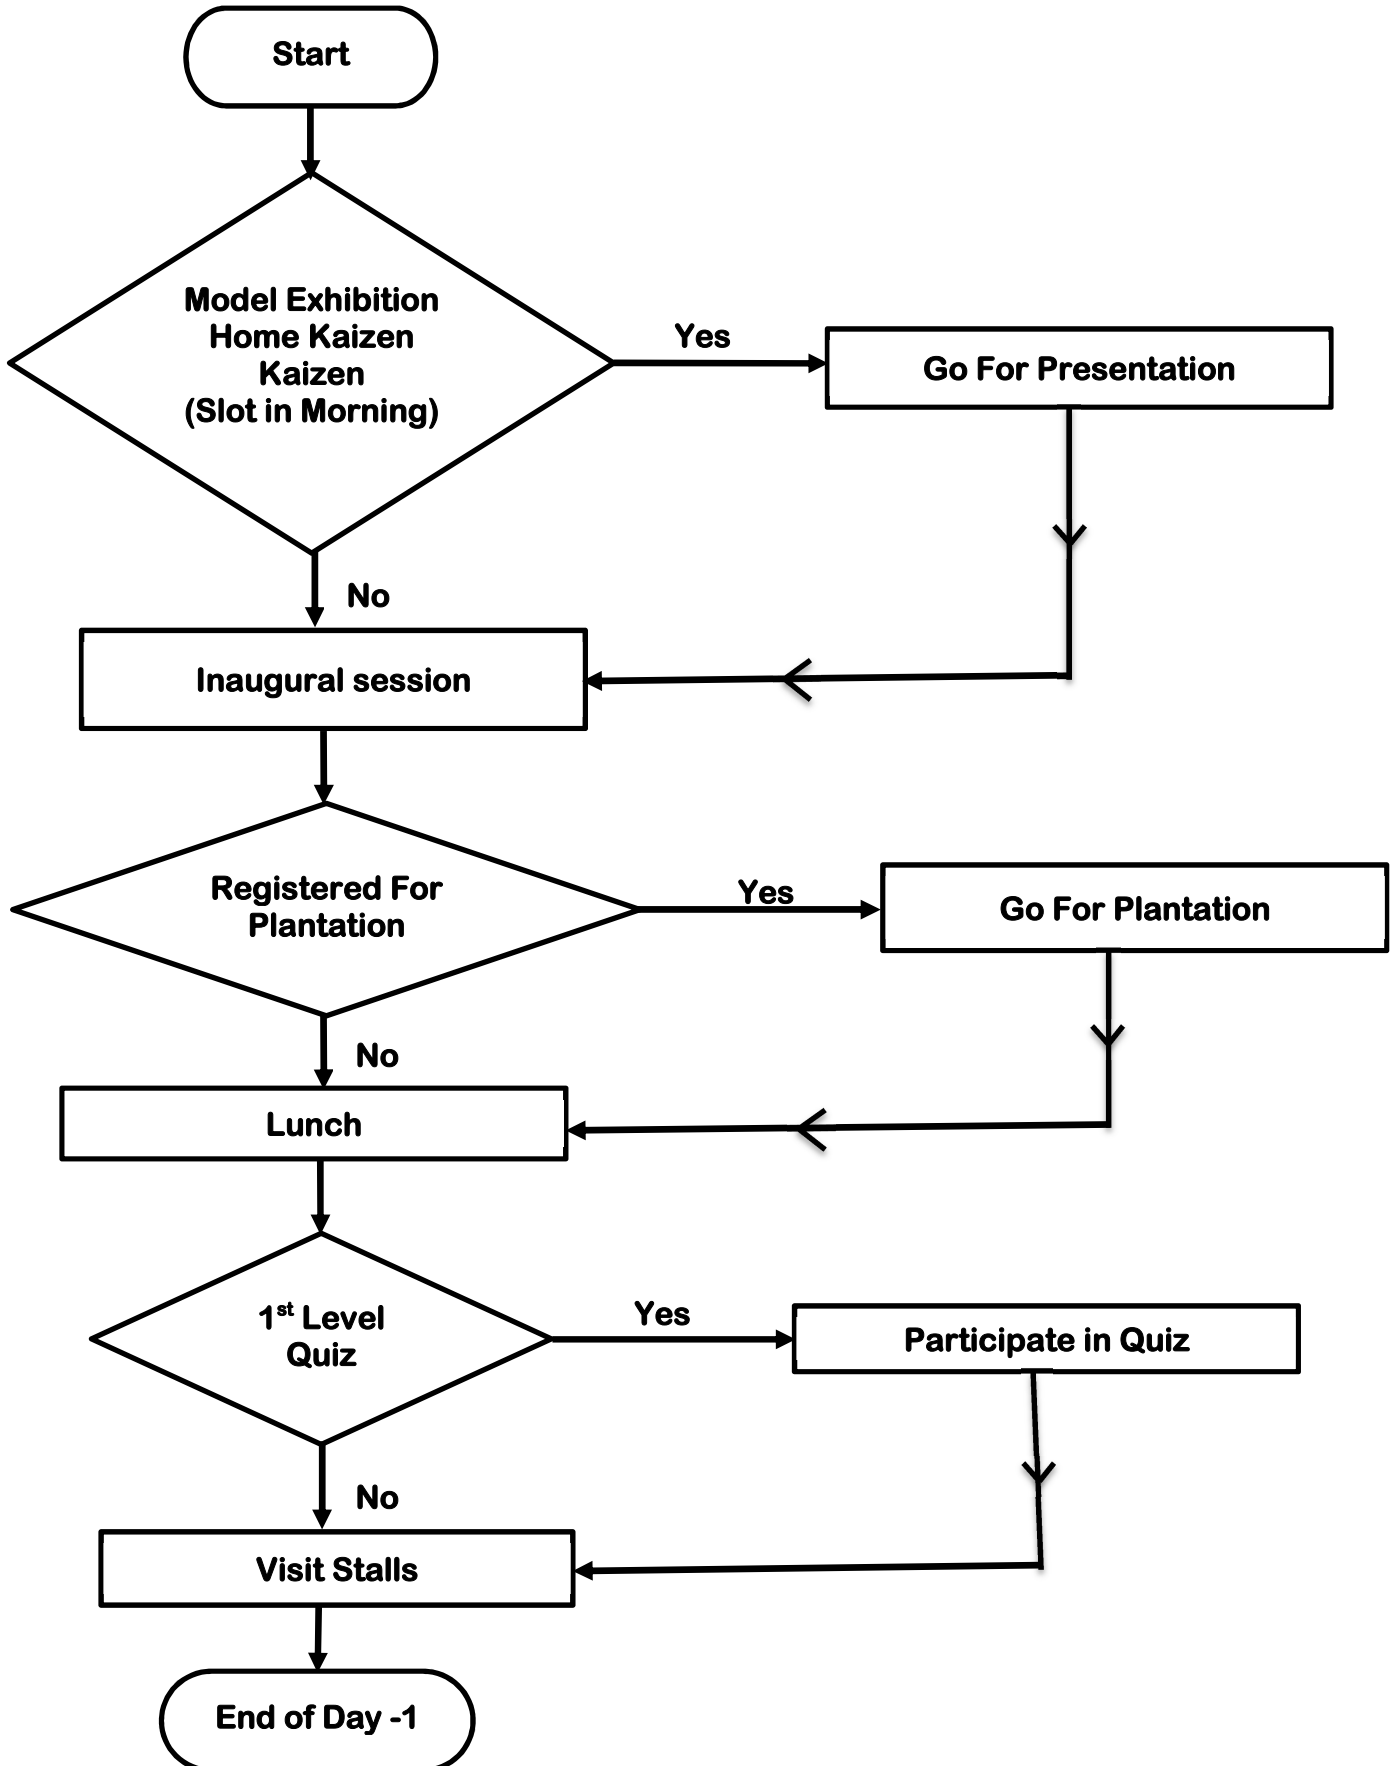 Start
Model Exhibition
Home Kaizen
Kaizen
(Slot in Morning)
Yes
Go For Presentation
No
Inaugural session
Registered For
Plantation
Yes
Go For Plantation
No
Lunch
1st Level
Quiz
Yes
Participate in Quiz
No
Visit Stalls
End of Day -1